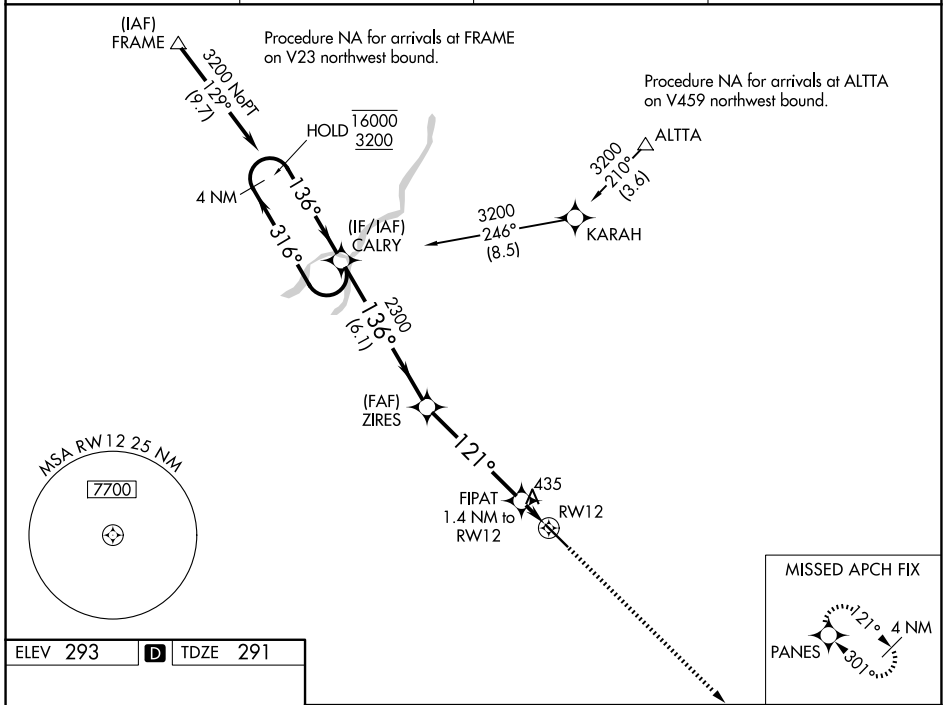 (IAF)
FRAME
Procedure NA for arrivals at FRAME
on V23 northwest bound.
3200 NoPT
129°
(9.7)
Procedure NA for arrivals at ALTTA
on V459 northwest bound.
HOLD 16000
3200
ALTTA
3200
210°
(3.6)
4 NM
136°
316°
(IF/IAF)
CALRY
3200
246°
(8.5)
KARAH
2300
136°
(6.1)
(FAF)
ZIRES
121°
MSA RW12 25 NM
7700
FIPAT
1.4 NM to
RW12
435
RW12
MISSED APCH FIX
121°
4 NM
PANES
301°
ELEV 293 D TDZE 291